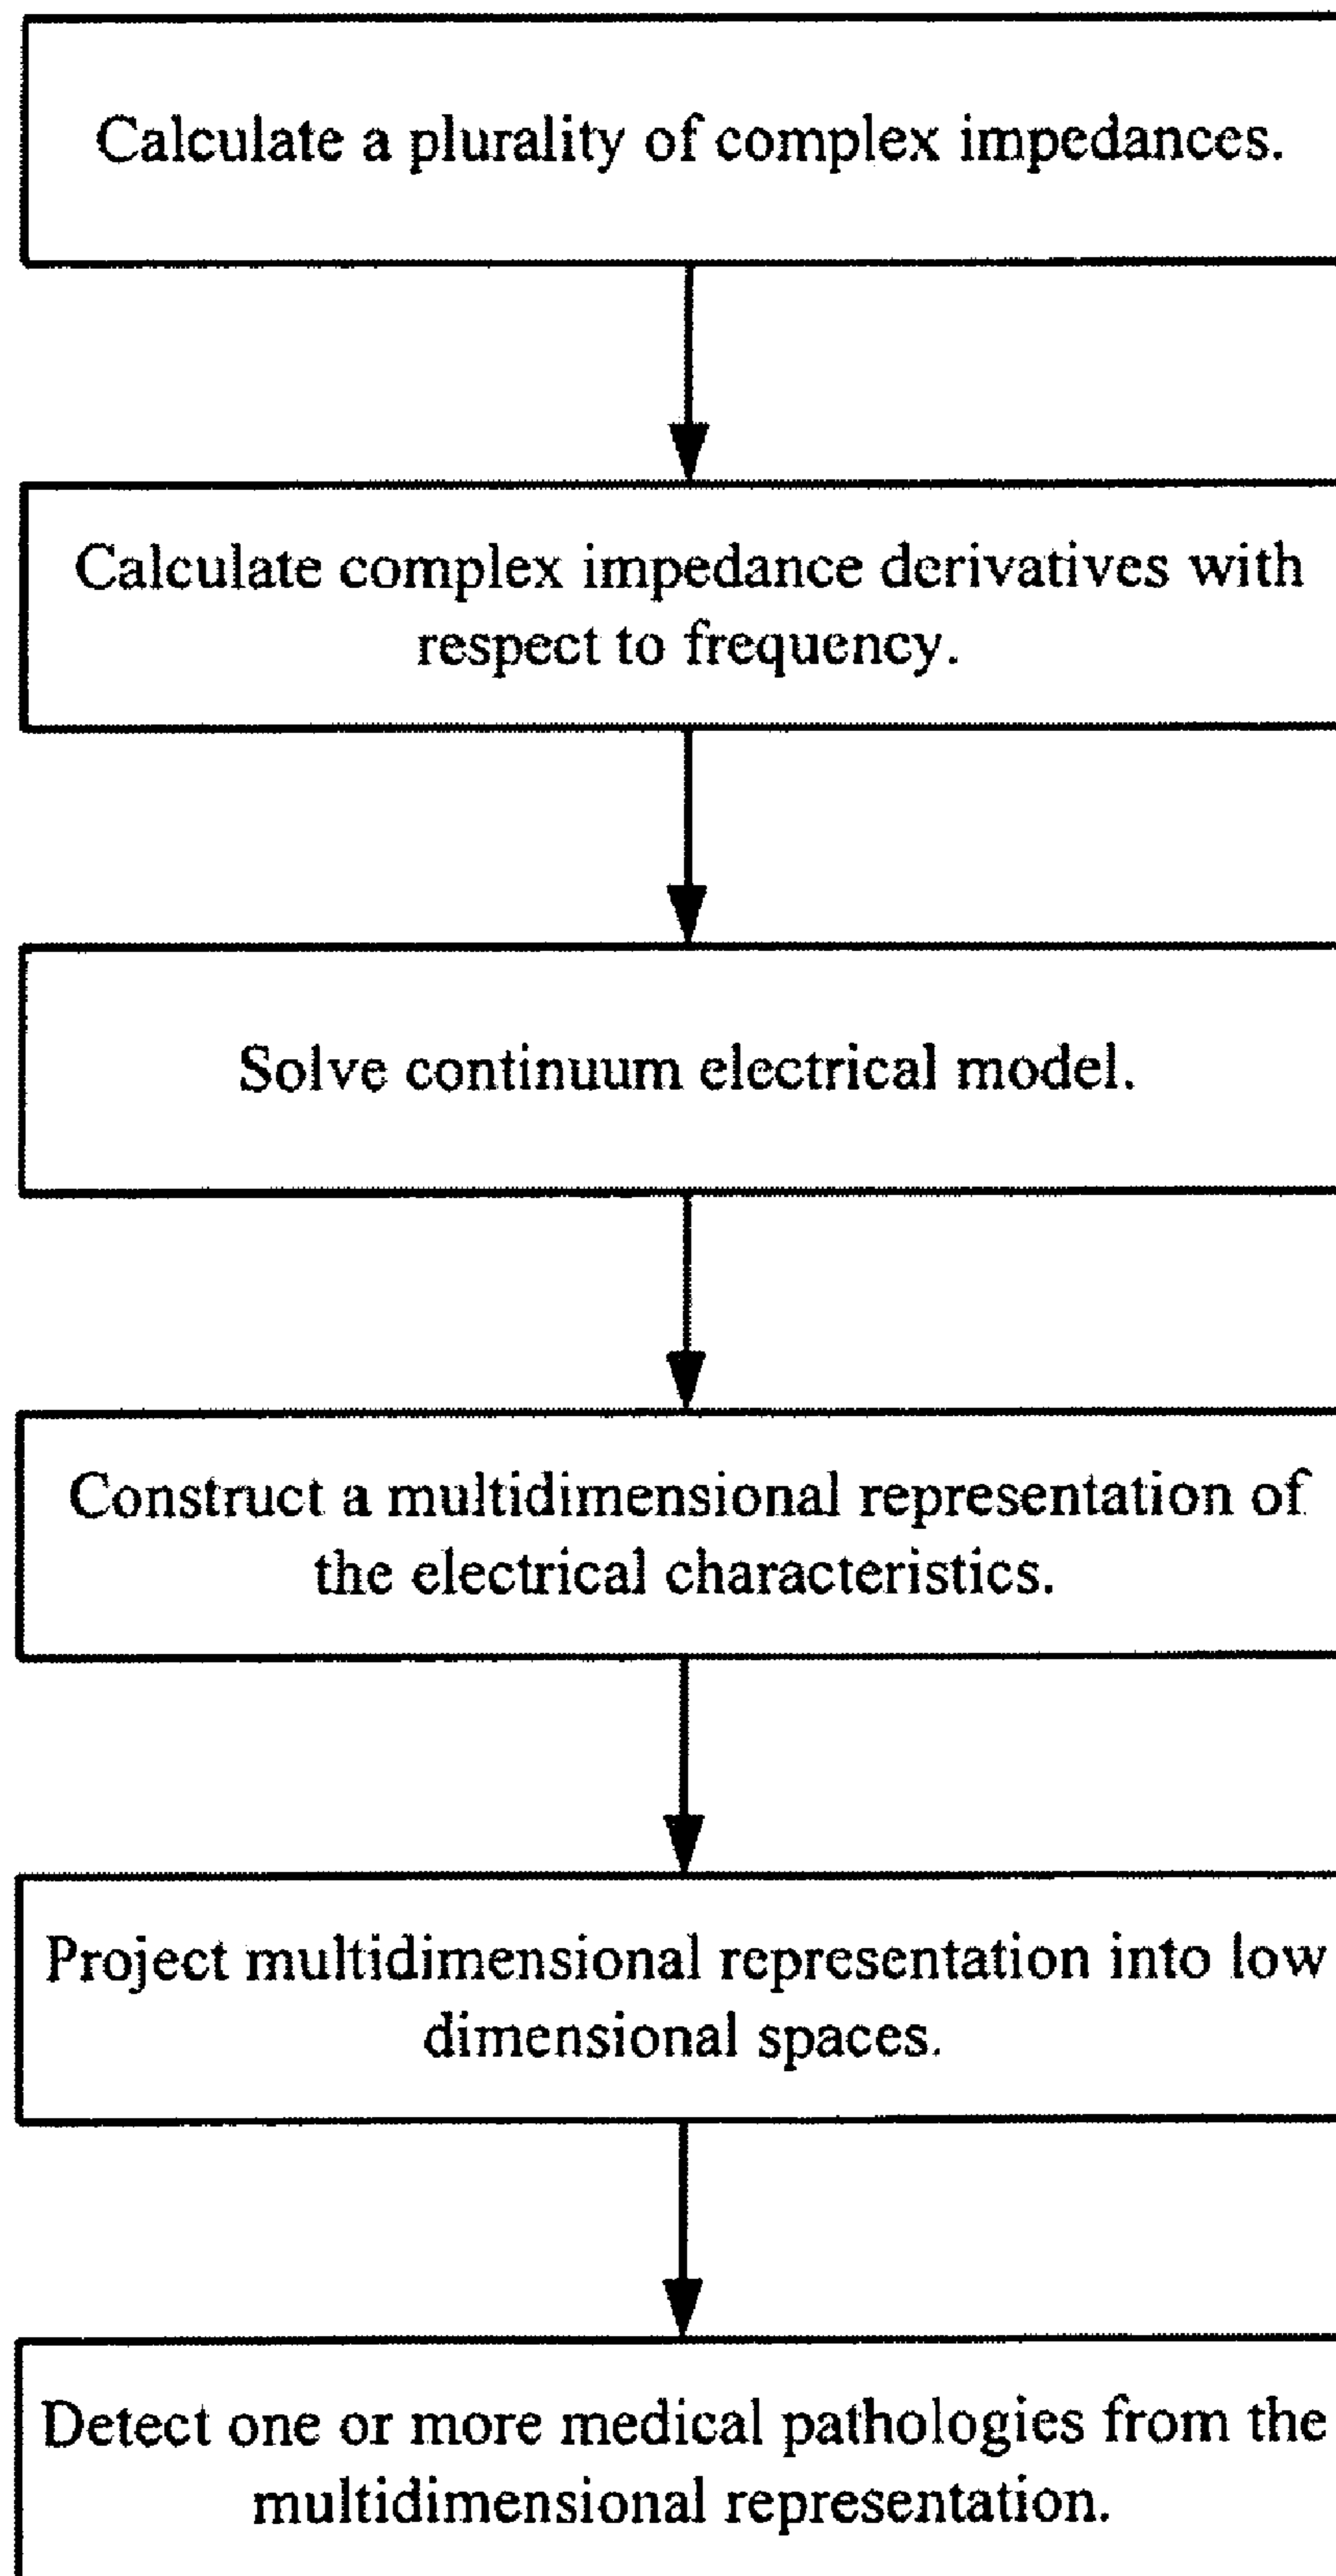 Calculate a plurality of complex impedances.
Calculate complex impedance derivatives with
respect to frequency.
Solve continuum electrical model.
Construct a multidimensional representation of
the electrical characteristics.
Project multidimensional representation into low
dimensional spaces.
Detect one or more medical pathologies from the
multidimensional representation.